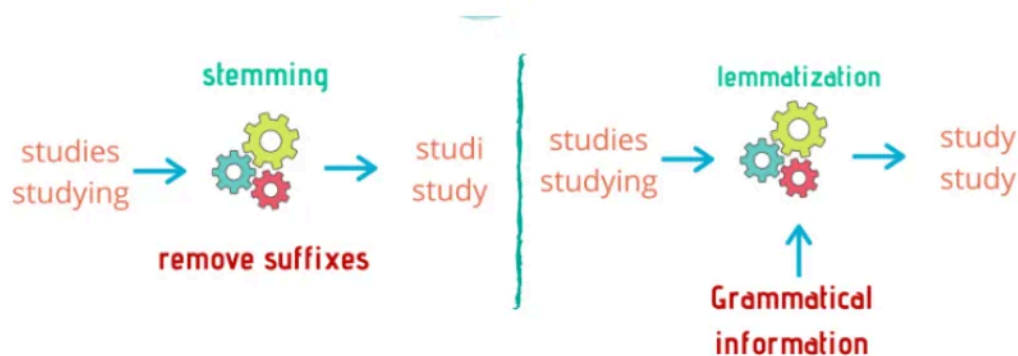 stemming
studies
studying
studi
study
remove suffixes
lemmatization
studies
studying
study
study
Grammatical
information